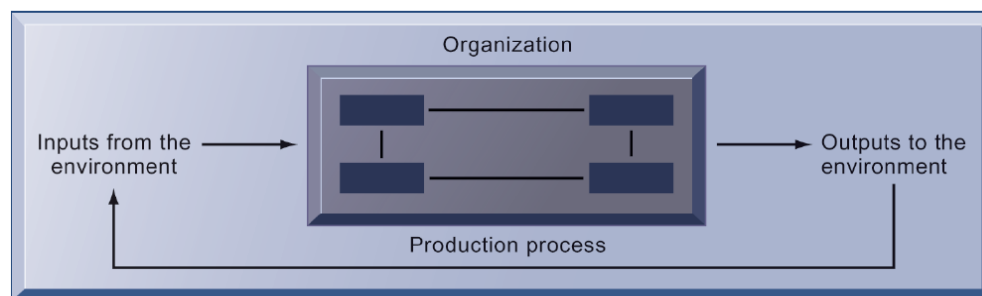 Organization
Inputs from the
environment
Outputs to the
environment
Production process